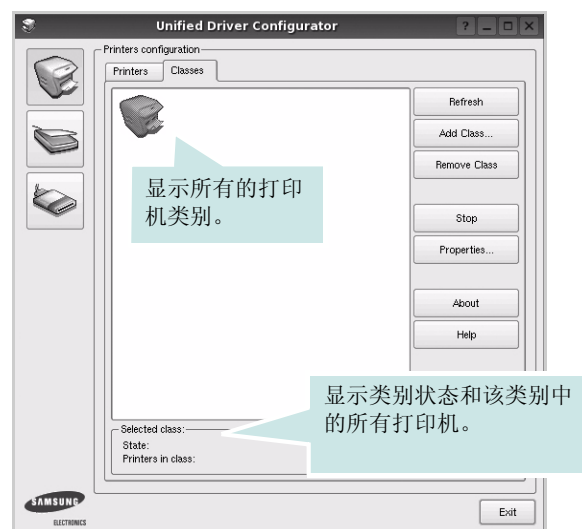 Unified Driver Configurator
Printers configuration
Printers Classes
Refresh
Add Class...
Remove Class
显示所有的打印
机类别。
Stop
Properties...
About
Help
显示类别状态和该类别中
的所有打印机。
Selected class:
State:
Printers in class:
SAMSUNG
ELECTRONICS
Exit